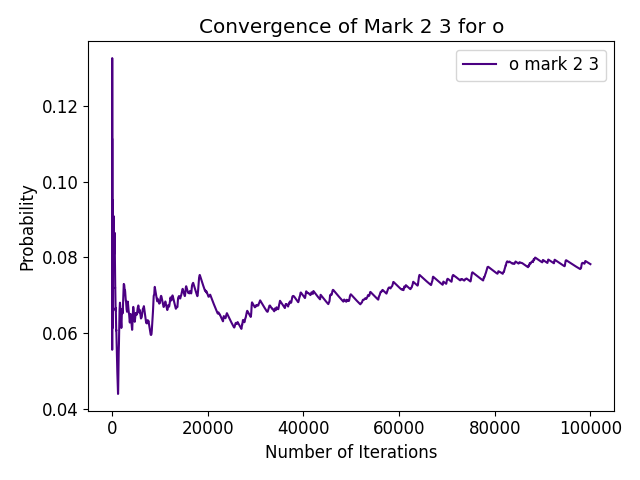 Convergence of Mark 2 3 for o
o mark 2 3
Probability
0.12
0.10
0.08
0.06
0.04
0
20000
40000
60000
80000
100000
Number of Iterations